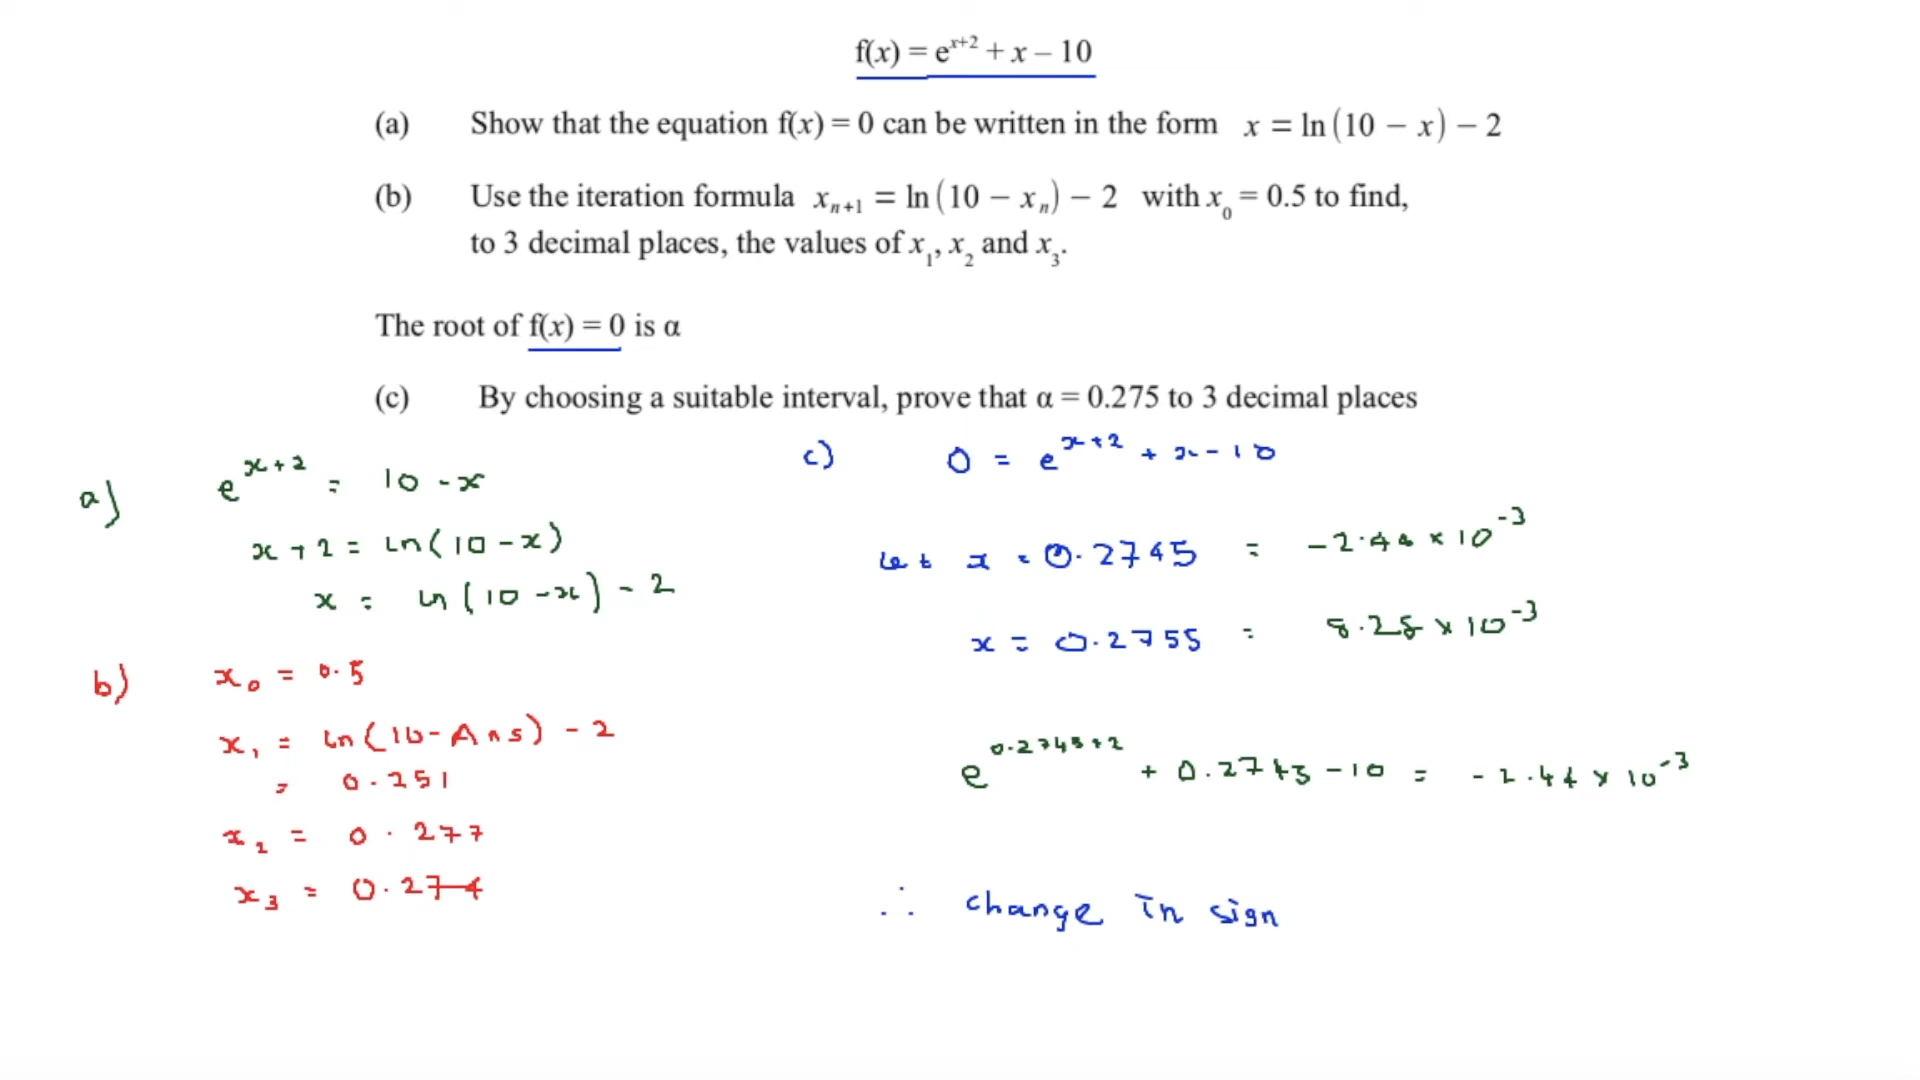 f(x) = e^{x+2} + x – 10
(a) Show that the equation f(x) = 0 can be written in the form x = ln(10 − x) − 2
(b) Use the iteration formula x_{n+1} = ln(10 − x_n) − 2 with x_0 = 0.5 to find,
to 3 decimal places, the values of x_1, x_2 and x_3.
The root of f(x) = 0 is α
(c) By choosing a suitable interval, prove that α = 0.275 to 3 decimal places
a) e^{x+2} = 10 - x
x + 2 = ln(10 - x)
x = ln(10 - x) - 2
b) x_0 = 0.5
x_1 = ln(10 - Ans) - 2
= 0.251
x_2 = 0.277
x_3 = 0.274
c) 0 = e^{x+2} + x - 10
let x = 0.2745 = -2.44 × 10^{-3}
x = 0.2755 = 8.25 × 10^{-3}
e^{0.2745+2} + 0.2745 - 10 = -2.44 × 10^{-3}
∴ change in sign